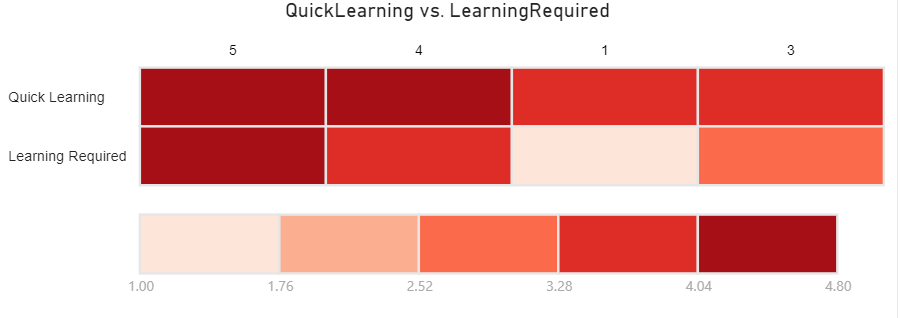 QuickLearning vs. LearningRequired
5 4 1 3
Quick Learning
Learning Required
1.00 1.76 2.52 3.28 4.04 4.80